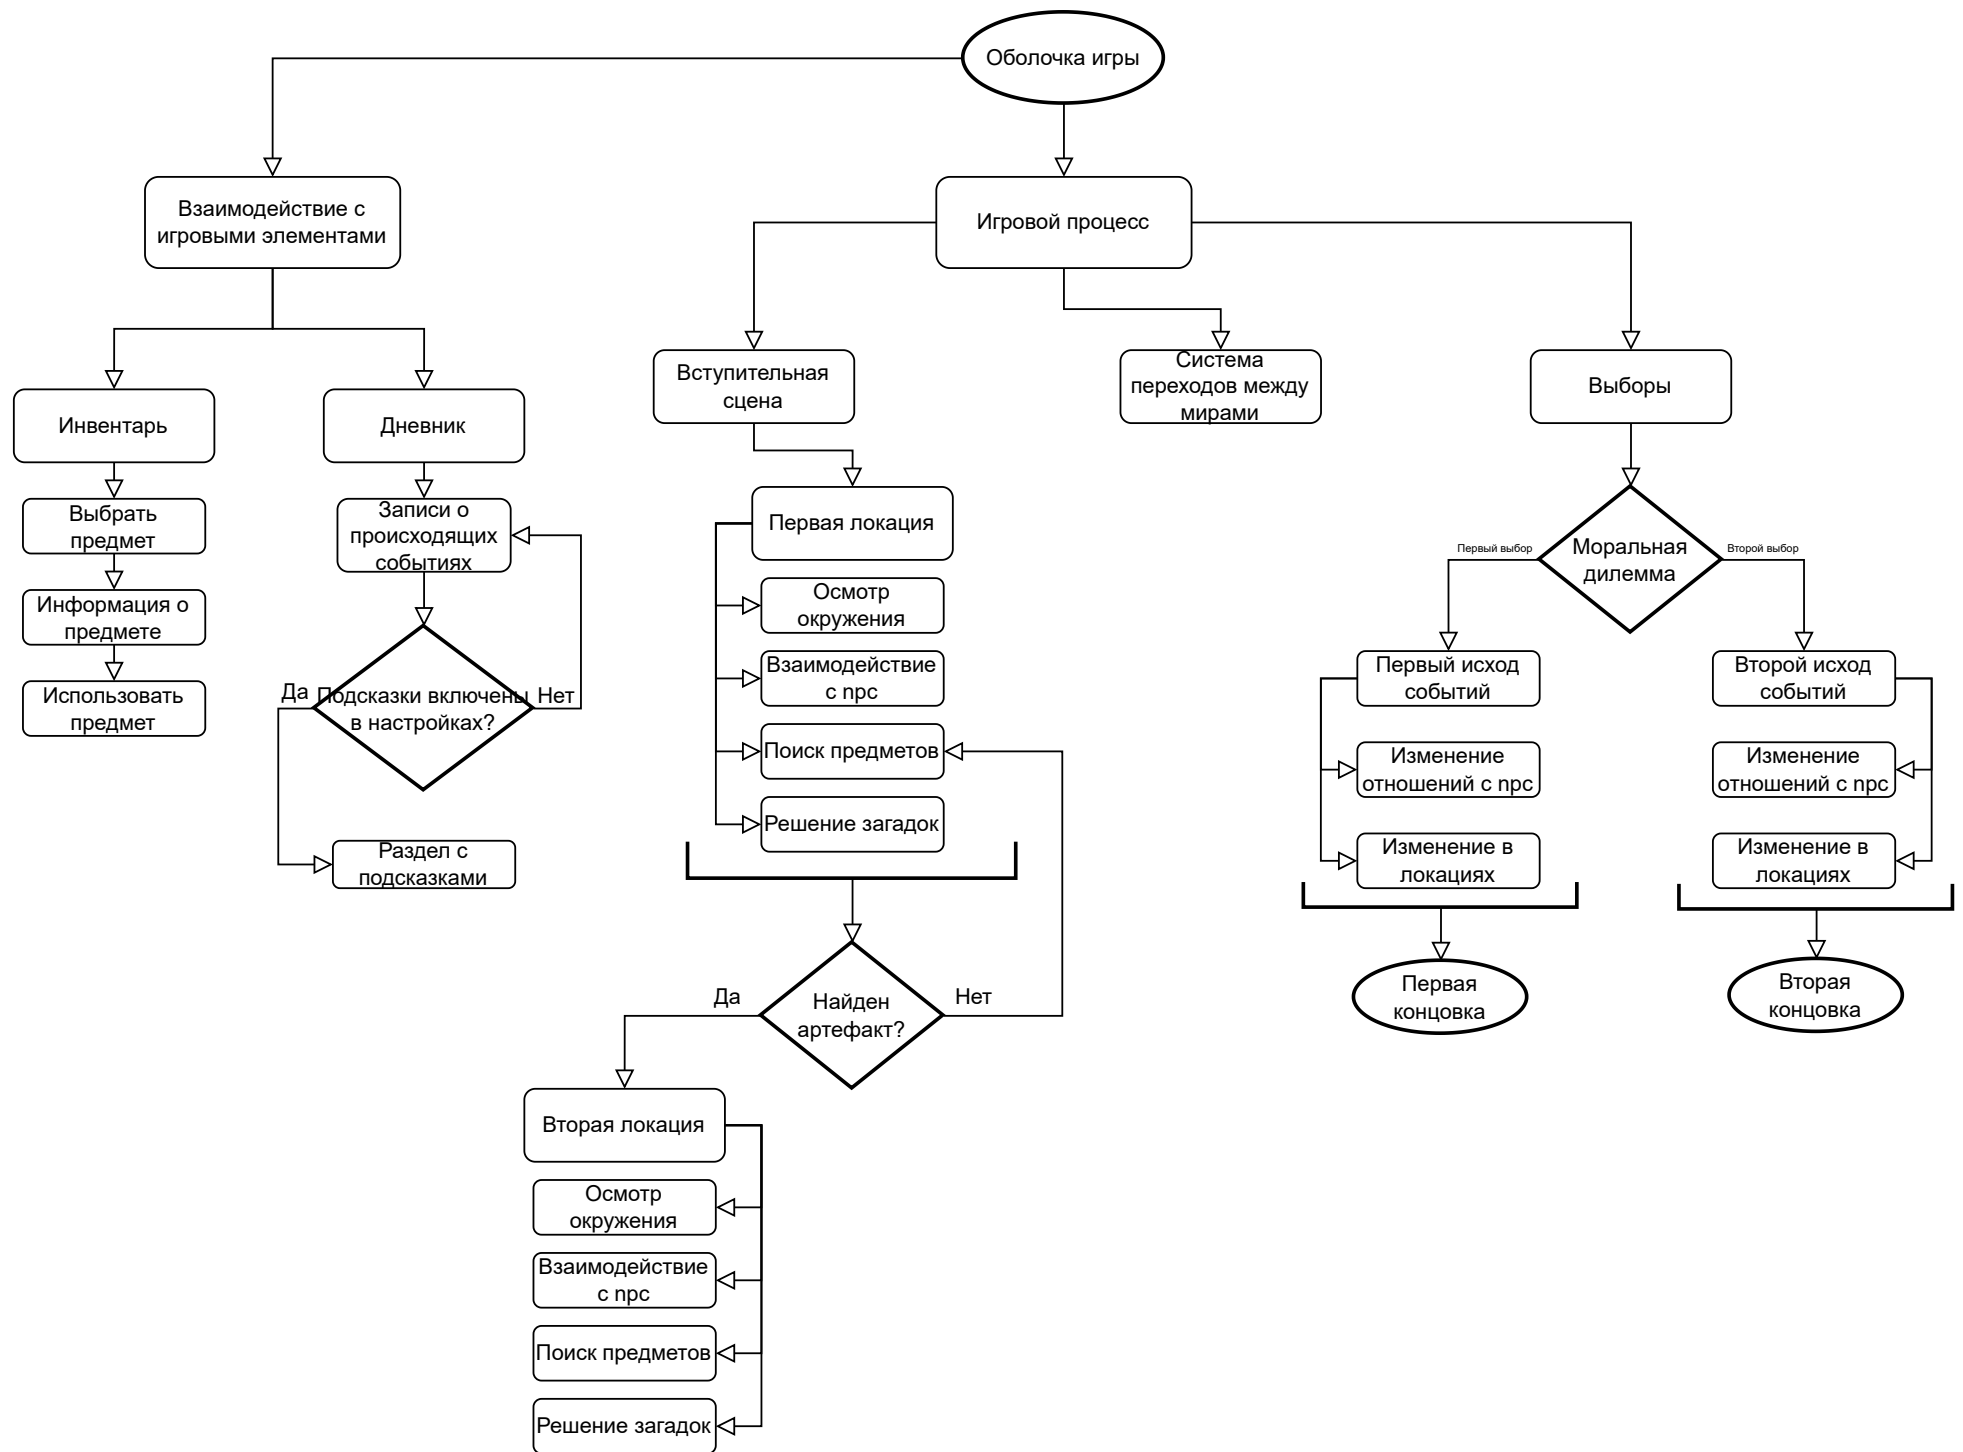 Оболочка игры
Взаимодействие с
игровыми элементами
Игровой процесс
Инвентарь
Выбрать
предмет
Информация о
предмете
Использовать
предмет
Дневник
Записи о
происходящих
событиях
Подсказки включены
в настройках?
Да
Нет
Раздел с
подсказками
Вступительная
сцена
Первая локация
Осмотр
окружения
Взаимодействие
с npc
Поиск предметов
Решение загадок
Найден
артефакт?
Да
Нет
Вторая локация
Осмотр
окружения
Взаимодействие
с npc
Поиск предметов
Решение загадок
Система
переходов между
мирами
Выборы
Моральная
дилемма
Первый выбор
Второй выбор
Первый исход
событий
Изменение
отношений с npc
Изменение в
локациях
Первая
концовка
Второй исход
событий
Изменение
отношений с npc
Изменение в
локациях
Вторая
концовка